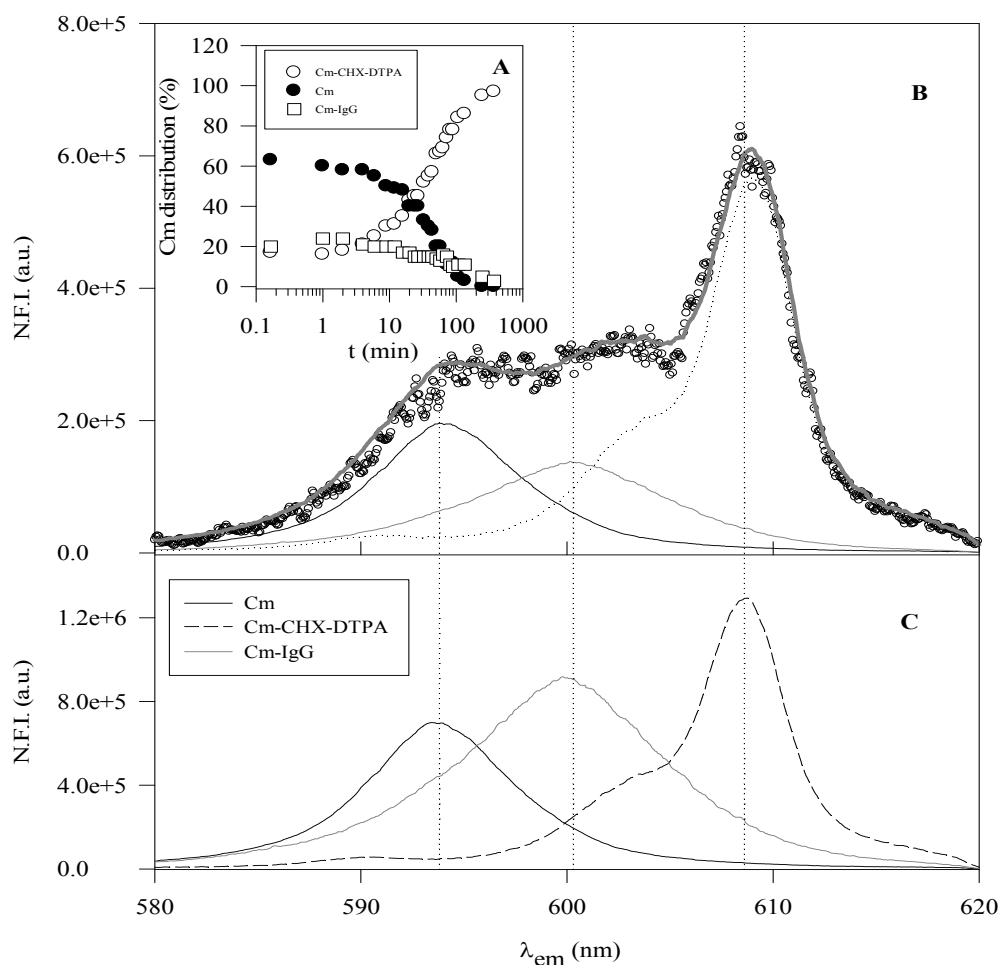 8.0e+5
6.0e+5
4.0e+5
2.0e+5
0.0
N.F.I. (a.u.)
B
120
100
80
60
40
20
0
Cm distribution (%)
A
Cm-CHX-DTPA
Cm
Cm-IgG
0.1 1 10 100 1000
t (min)
1.2e+6
8.0e+5
4.0e+5
0.0
N.F.I. (a.u.)
C
Cm
Cm-CHX-DTPA
Cm-IgG
580 590 600 610 620
λem (nm)